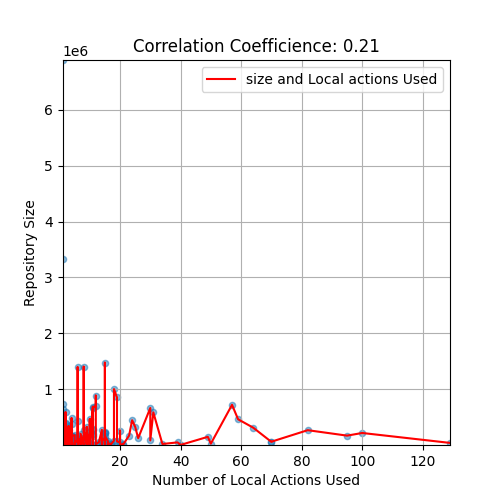 Correlation Coefficience: 0.21
1e6
size and Local actions Used
6
5
4
3
2
1
Repository Size
20 40 60 80 100 120
Number of Local Actions Used